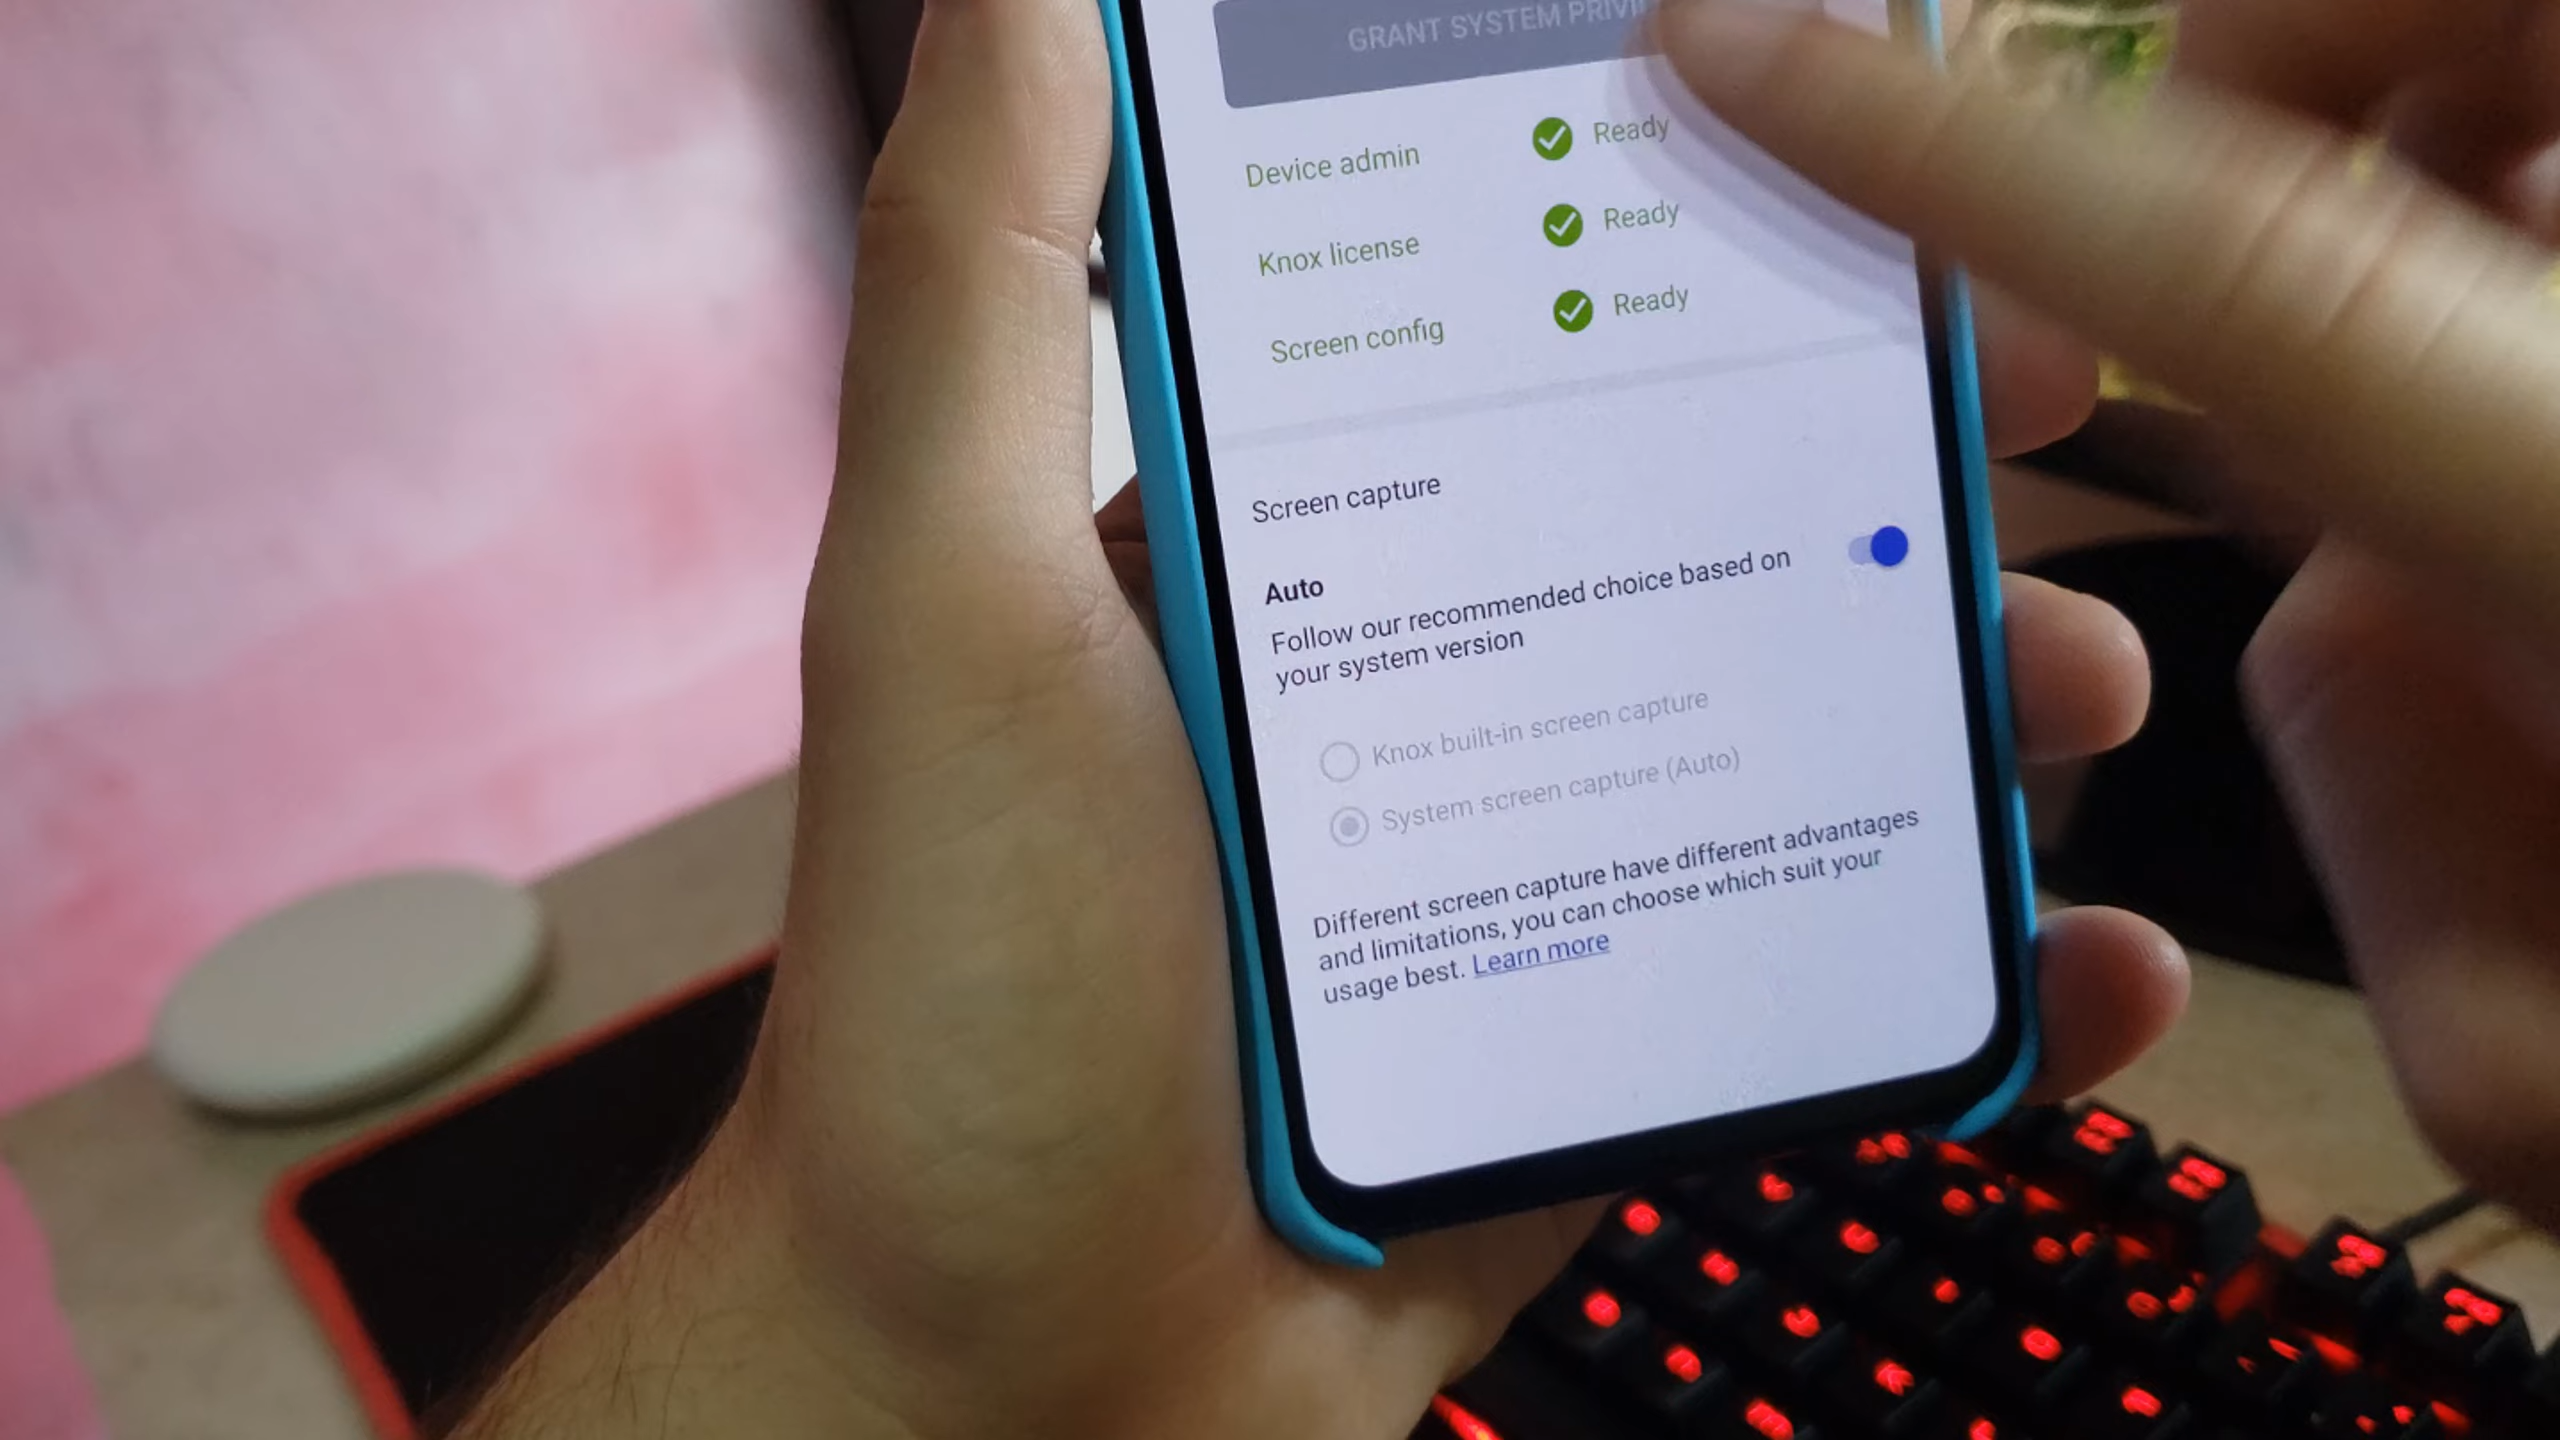 GRANT SYSTEM
Device admin Ready
Knox license Ready
Screen config Ready
Screen capture
Auto
Follow our recommended choice based on
your system version
Knox built-in screen capture
System screen capture (Auto)
Different screen capture have different advantages
and limitations, you can choose which suit your
usage best. Learn more